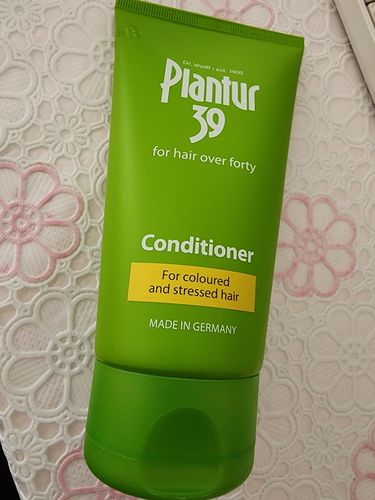 Dr. Wolff • est. 1905
Plantur
39
for hair over forty
Conditioner
For coloured
and stressed hair
MADE IN GERMANY